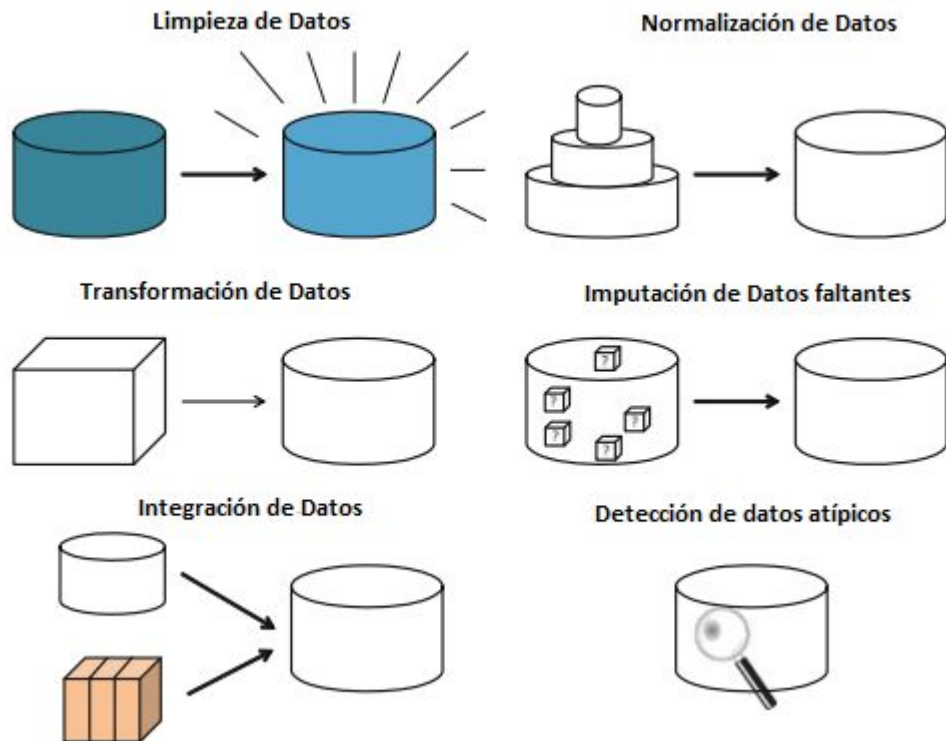 Limpieza de Datos
Normalización de Datos
Transformación de Datos
Imputación de Datos faltantes
?
?
?
?
?
Integración de Datos
Detección de datos atípicos